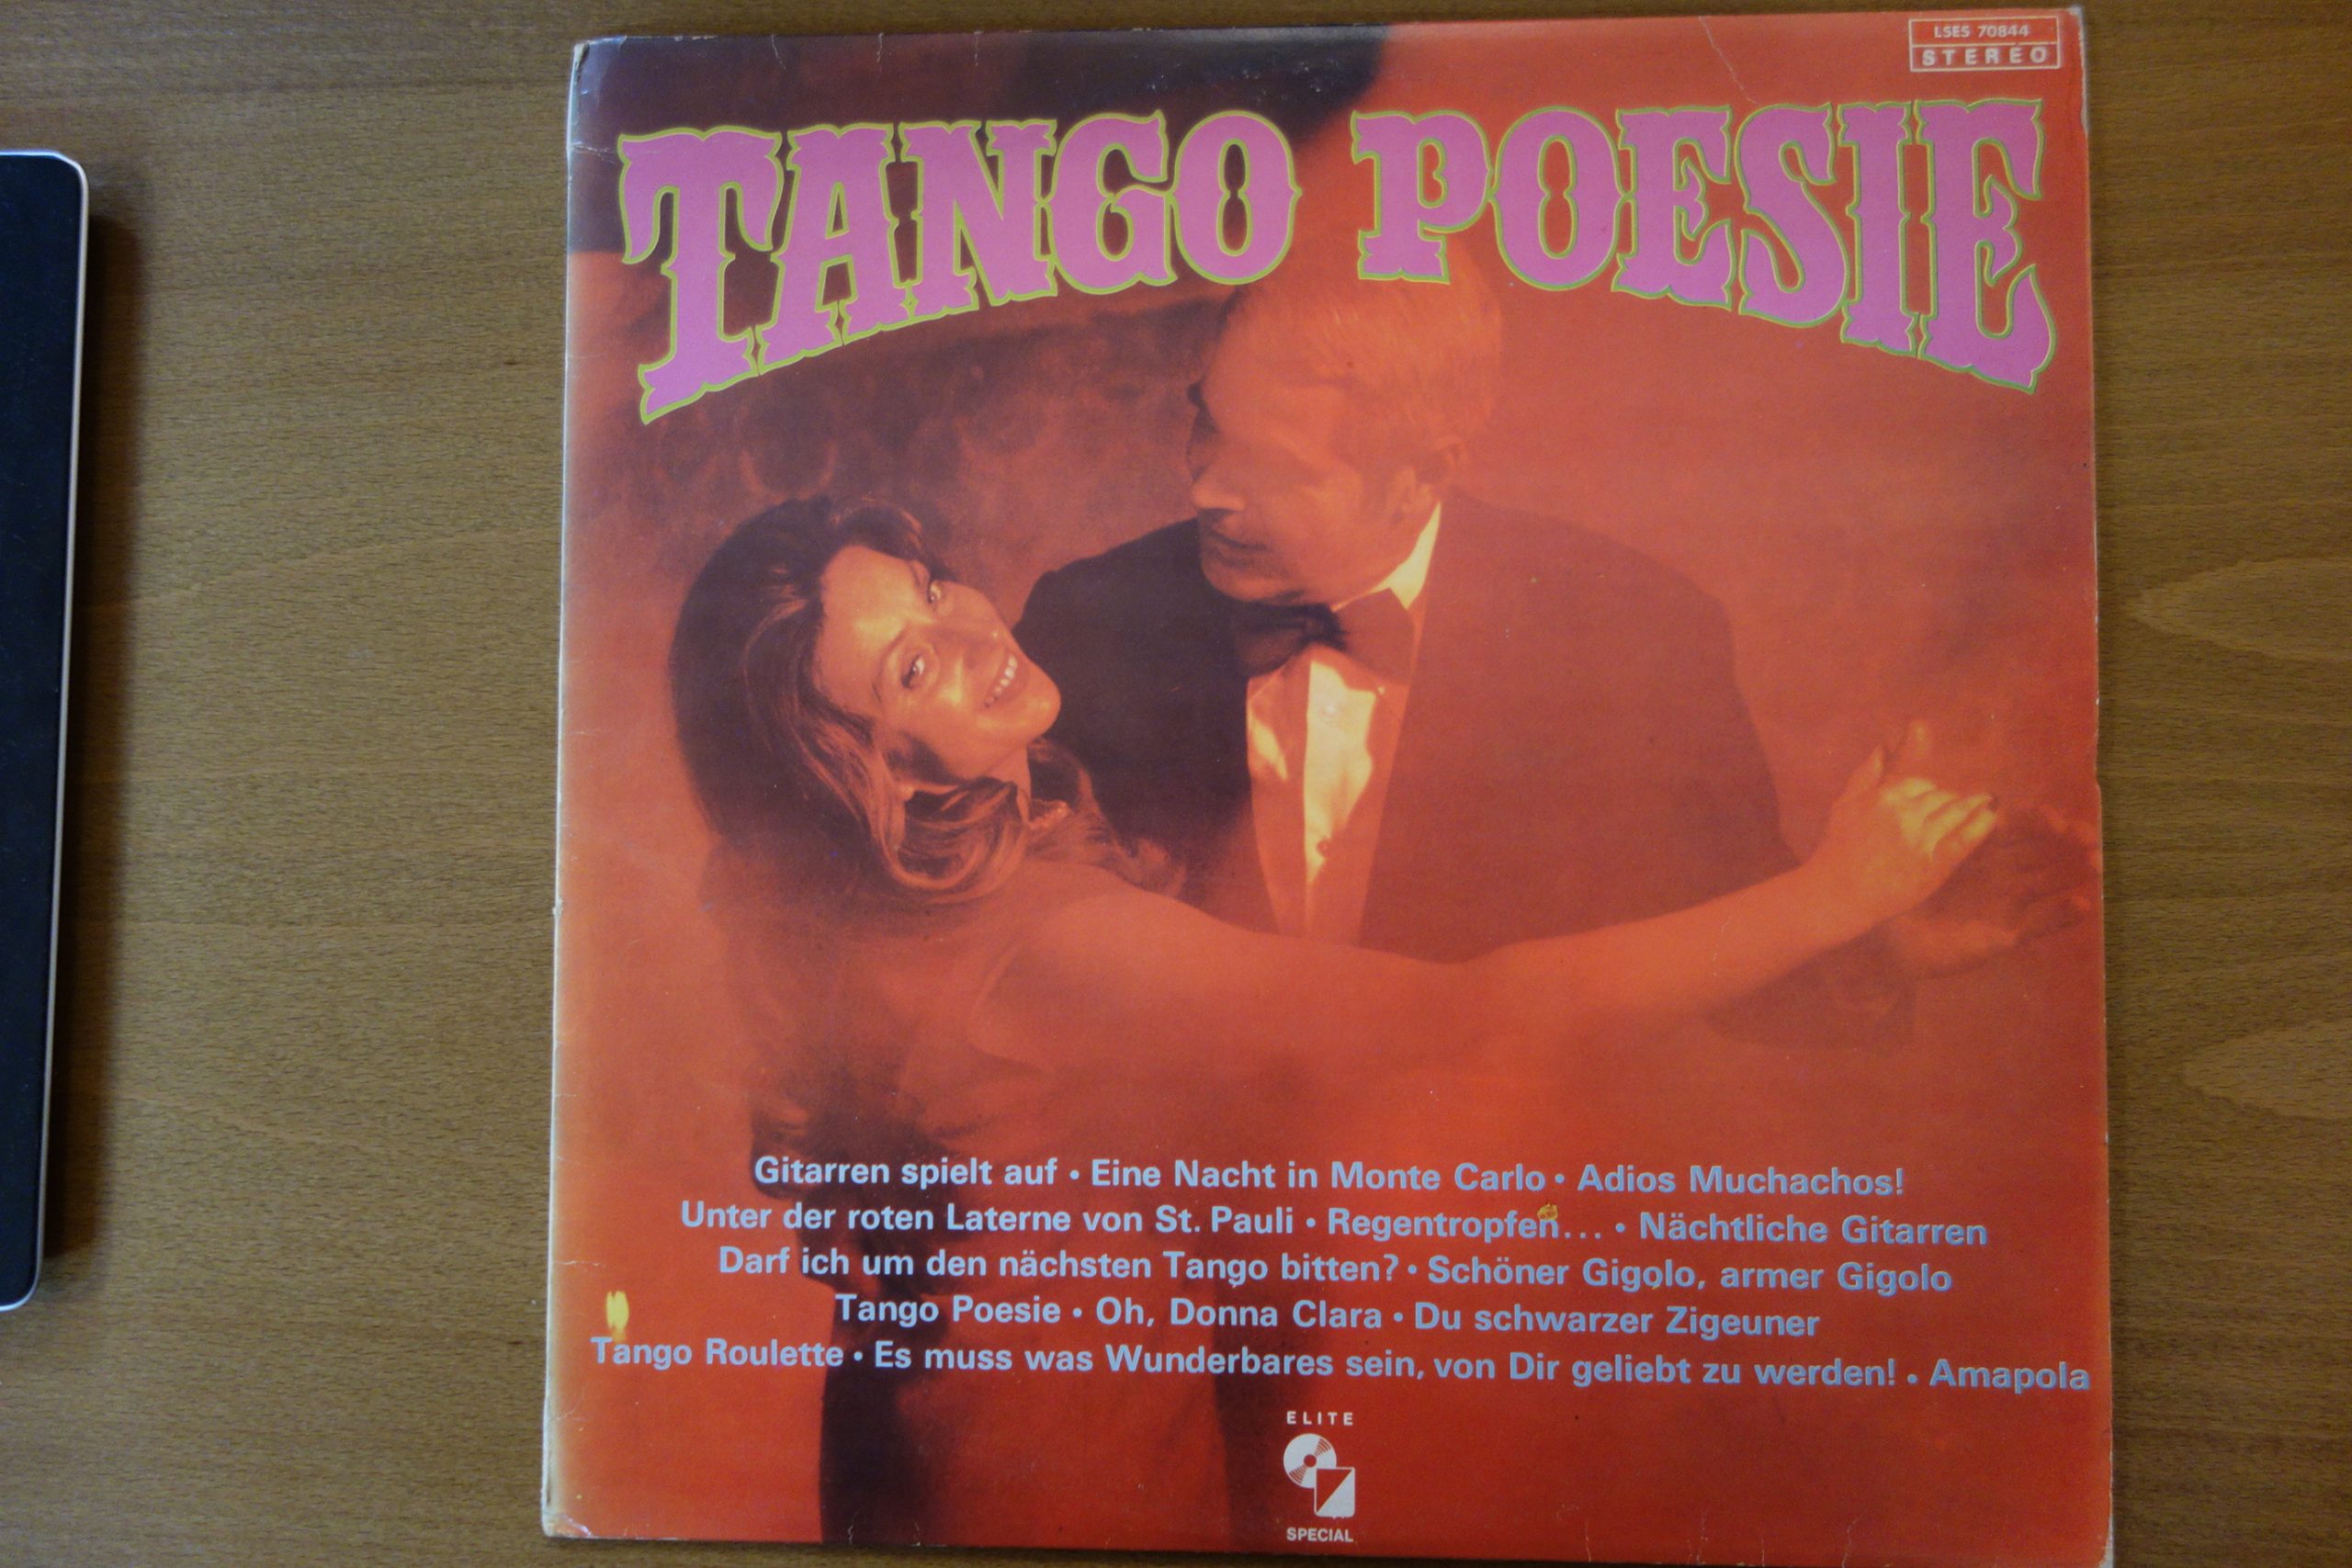 LSES 70844
STEREO
TANGO POESIE
Gitarren spielt auf • Eine Nacht in Monte Carlo • Adios Muchachos!
Unter der roten Laterne von St. Pauli • Regentropfen... • Nächtliche Gitarren
Darf ich um den nächsten Tango bitten? • Schöner Gigolo, armer Gigolo
Tango Poesie • Oh, Donna Clara • Du schwarzer Zigeuner
Tango Roulette • Es muss was Wunderbares sein, von Dir geliebt zu werden! • Amapola
ELITE
SPECIAL